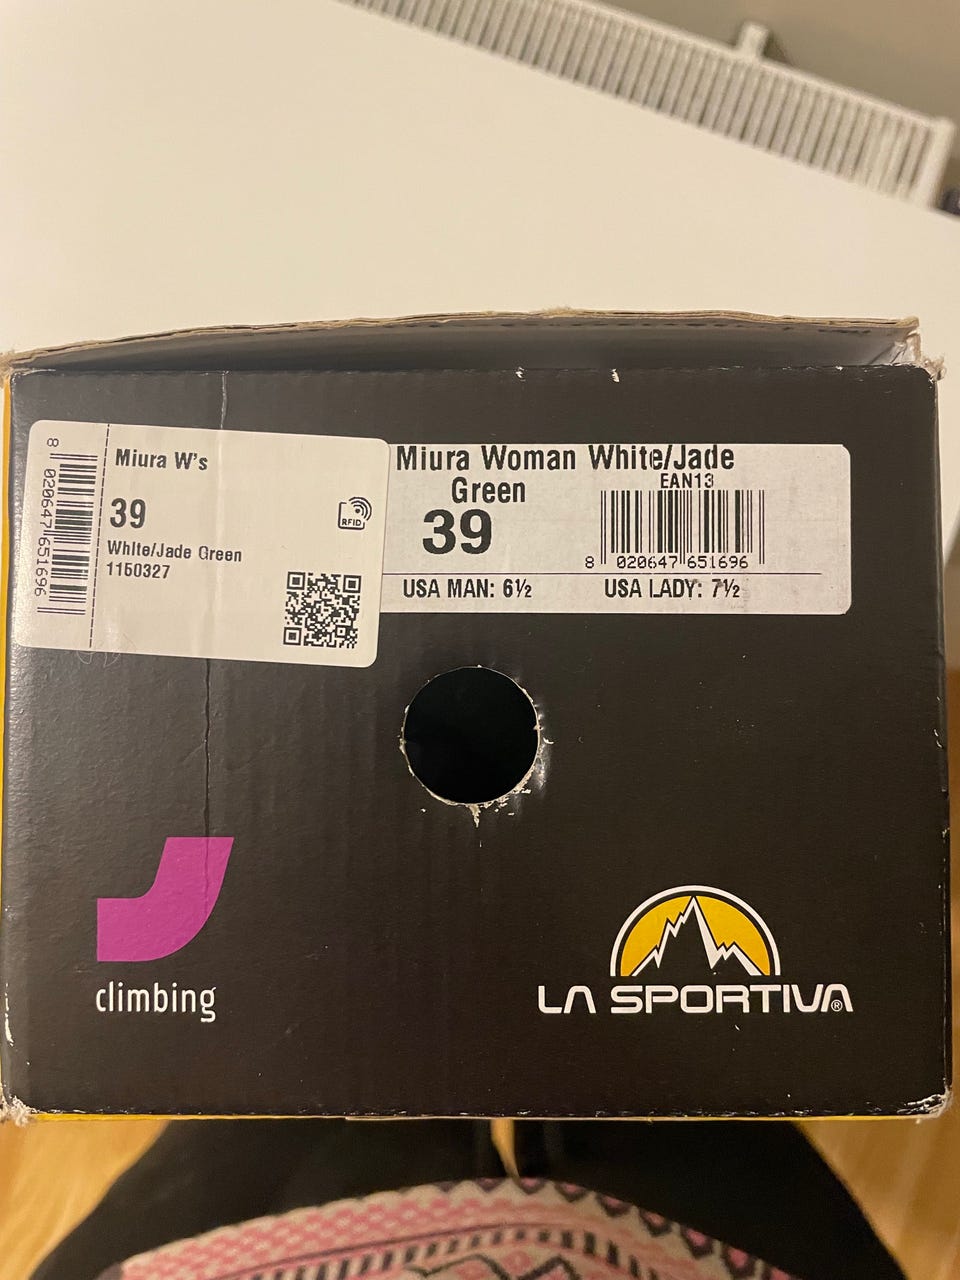 8 020647 651696
Miura W's
39
RFID
White/Jade Green
1150327
Miura Woman White/Jade
Green
EAN13
39
8 020647 651696
USA MAN: 6½
USA LADY: 7½
climbing
LA SPORTIVA®